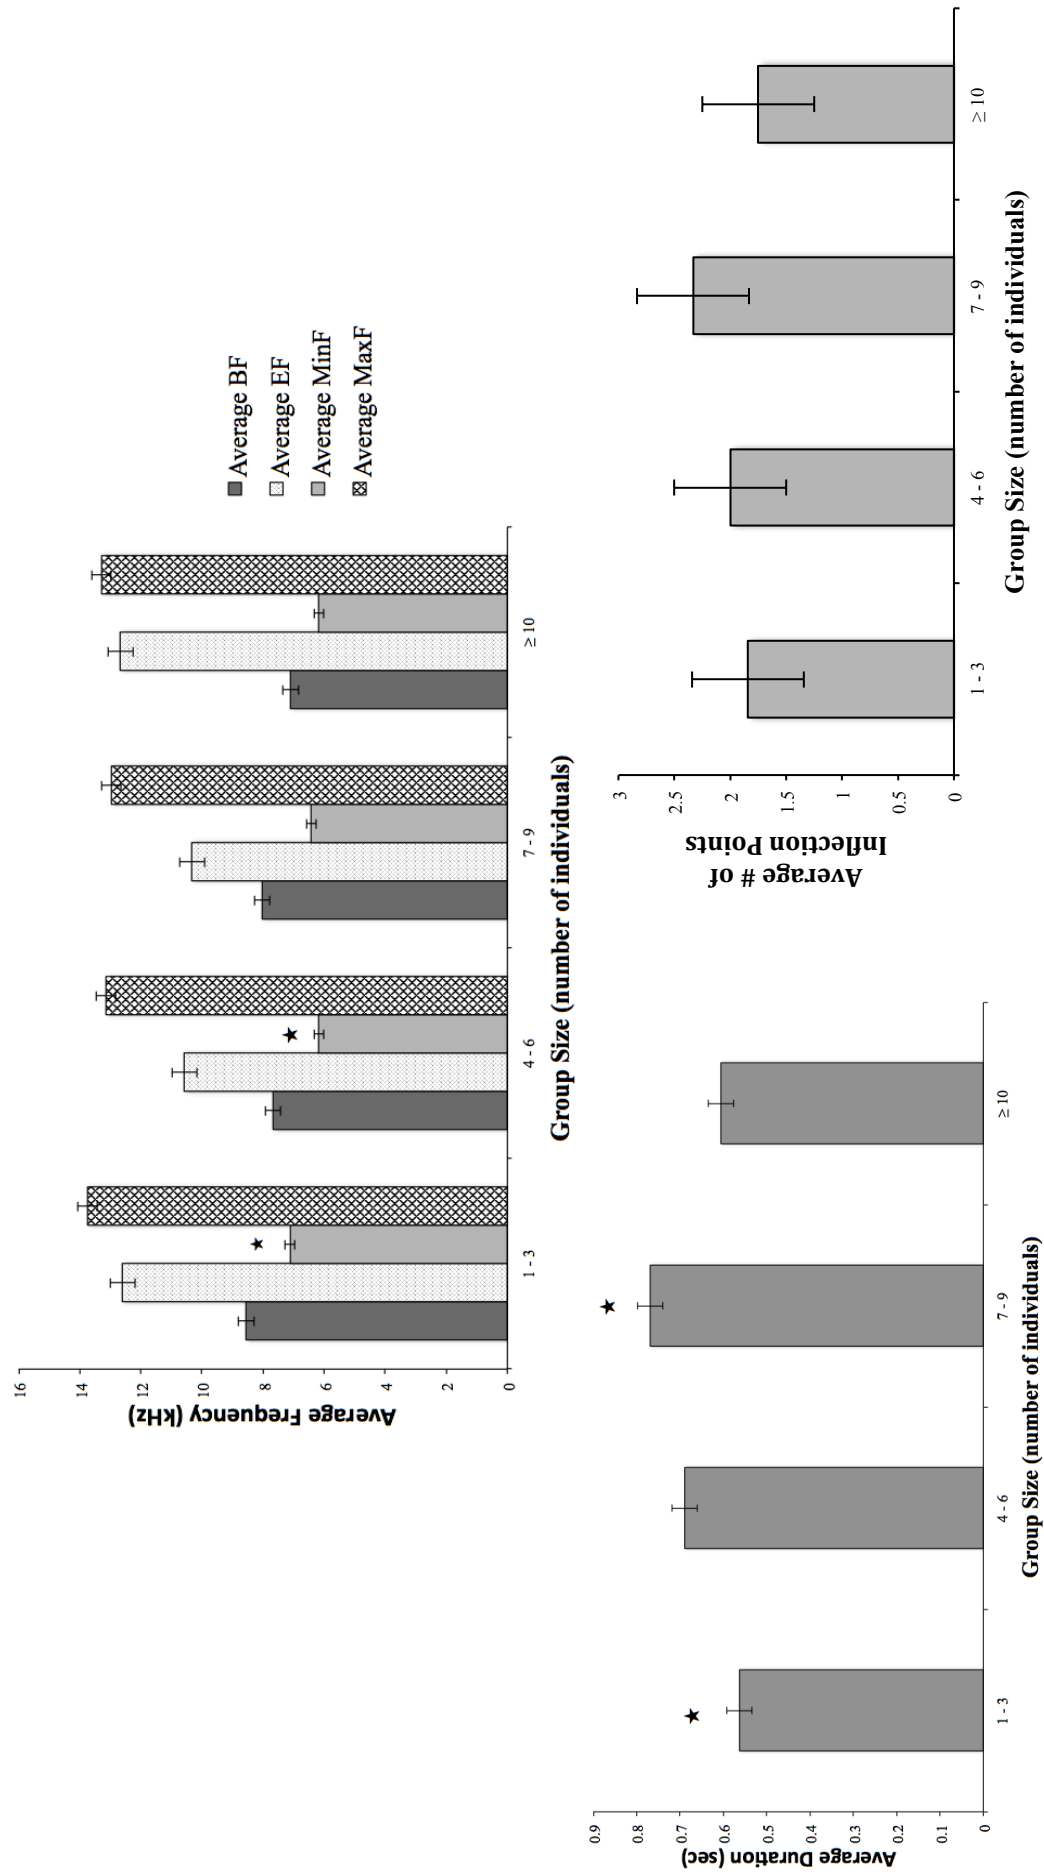 Average Frequency (kHz)
16
14
12
10
8
6
4
2
0
1 - 3
4 - 6
7 - 9
≥ 10
Group Size (number of individuals)
Average BF
Average EF
Average MinF
Average MaxF
Average Duration (sec)
0.9
0.8
0.7
0.6
0.5
0.4
0.3
0.2
0.1
0
1 - 3
4 - 6
7 - 9
≥ 10
Group Size (number of individuals)
Average # of
Inflection Points
3
2.5
2
1.5
1
0.5
0
1 - 3
4 - 6
7 - 9
≥ 10
Group Size (number of individuals)